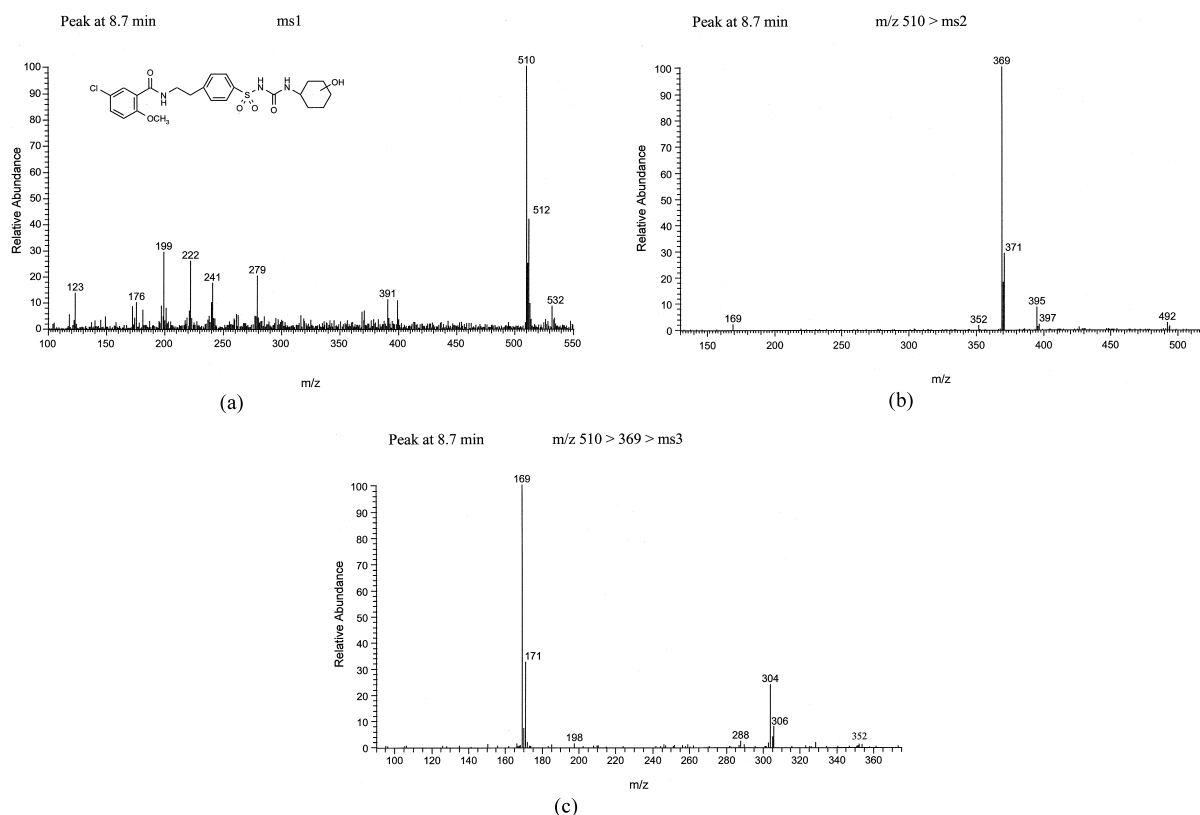 Peak at 8.7 min ms1
510
100
90
80
70
60
50
40
30
20
10
0
Relative Abundance
Cl
O
N
H
OCH3
S
O O
H
N
O
H
N
OH
512
199
222
279
241
123
176
391
532
100 150 200 250 300 350 400 450 500 550
m/z
(a)
Peak at 8.7 min m/z 510 > ms2
369
100
90
80
70
60
50
40
30
20
10
0
Relative Abundance
371
395
169
352
397
492
150 200 250 300 350 400 450 500
m/z
(b)
Peak at 8.7 min m/z 510 > 369 > ms3
169
100
90
80
70
60
50
40
30
20
10
0
Relative Abundance
171
304
306
198
288
352
100 120 140 160 180 200 220 240 260 280 300 320 340 360
m/z
(c)